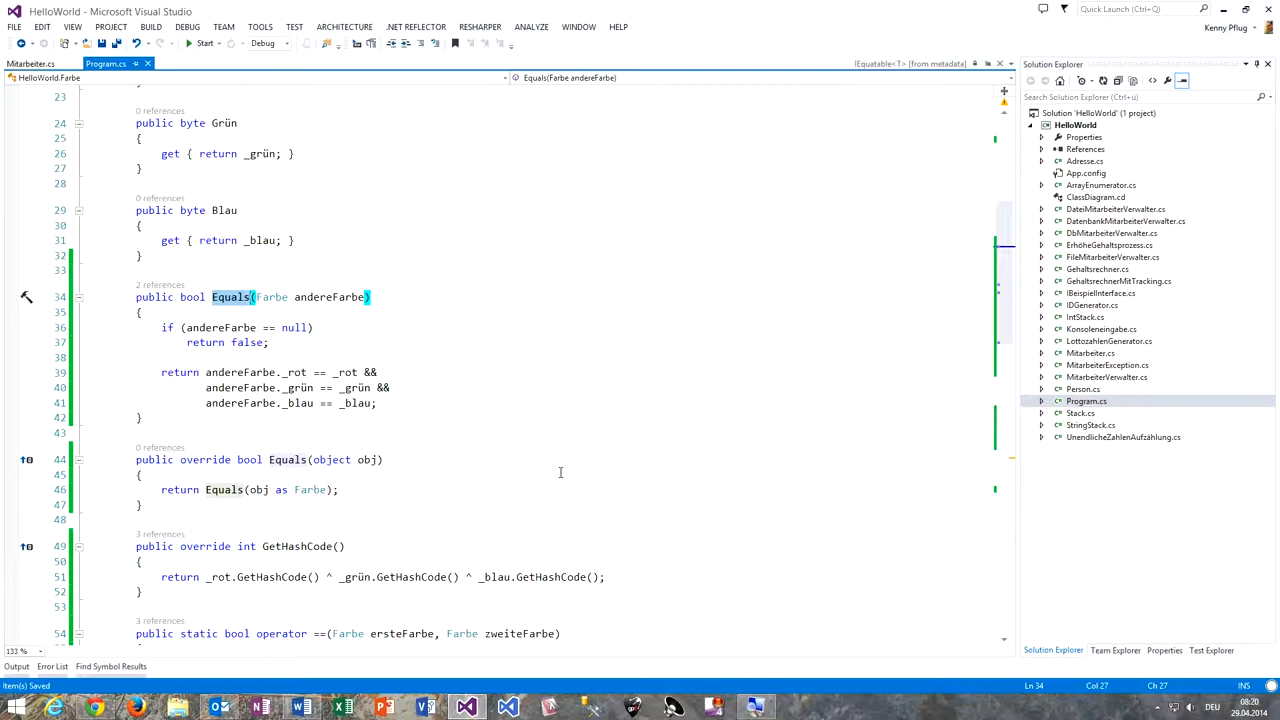 HelloWorld - Microsoft Visual Studio
Quick Launch (Ctrl+Q)
FILE EDIT VIEW PROJECT BUILD DEBUG TEAM TOOLS TEST ARCHITECTURE .NET REFLECTOR RESHARPER ANALYZE WINDOW HELP
Kenny Pflug
Start Debug
Mitarbeiter.cs Program.cs IEquatable<T> [from metadata]
HelloWorld.Farbe Equals(Farbe andereFarbe)
23
0 references
24 public byte Grün
25 {
26 get { return _grün; }
27 }
28
0 references
29 public byte Blau
30 {
31 get { return _blau; }
32 }
33
2 references
34 public bool Equals(Farbe andereFarbe)
35 {
36 if (andereFarbe == null)
37 return false;
38
39 return andereFarbe._rot == _rot &&
40 andereFarbe._grün == _grün &&
41 andereFarbe._blau == _blau;
42 }
43
0 references
44 public override bool Equals(object obj)
45 {
46 return Equals(obj as Farbe);
47 }
48
3 references
49 public override int GetHashCode()
50 {
51 return _rot.GetHashCode() ^ _grün.GetHashCode() ^ _blau.GetHashCode();
52 }
53
3 references
54 public static bool operator ==(Farbe ersteFarbe, Farbe zweiteFarbe)
133 %
Solution Explorer
Search Solution Explorer (Ctrl+ü)
Solution 'HelloWorld' (1 project)
HelloWorld
Properties
References
Adresse.cs
App.config
ArrayEnumerator.cs
ClassDiagram.cd
DateiMitarbeiterVerwalter.cs
DatenbankMitarbeiterVerwalter.cs
DbMitarbeiterVerwalter.cs
ErhöheGehaltsprozess.cs
FileMitarbeiterVerwalter.cs
Gehaltsrechner.cs
GehaltsrechnerMitTracking.cs
IBeispielInterface.cs
IDGenerator.cs
IntStack.cs
Konsoleneingabe.cs
LottozahlenGenerator.cs
Mitarbeiter.cs
MitarbeiterException.cs
MitarbeiterVerwalter.cs
Person.cs
Program.cs
Stack.cs
StringStack.cs
UnendlicheZahlenAufzählung.cs
Solution Explorer Team Explorer Properties Test Explorer
Output Error List Find Symbol Results
Item(s) Saved Ln 34 Col 27 Ch 27 INS
DEU 08:20
29.04.2014